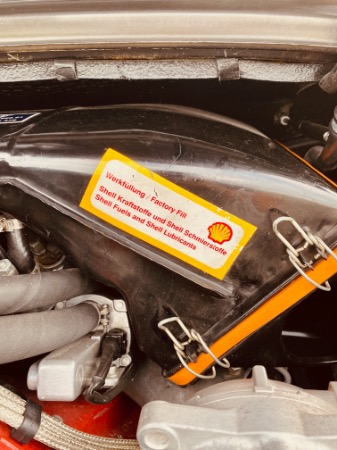 Werkfüllung / Factory Fill
Shell Kraftstoffe und Shell Schmierstoffe
Shell Fuels and Shell Lubricants